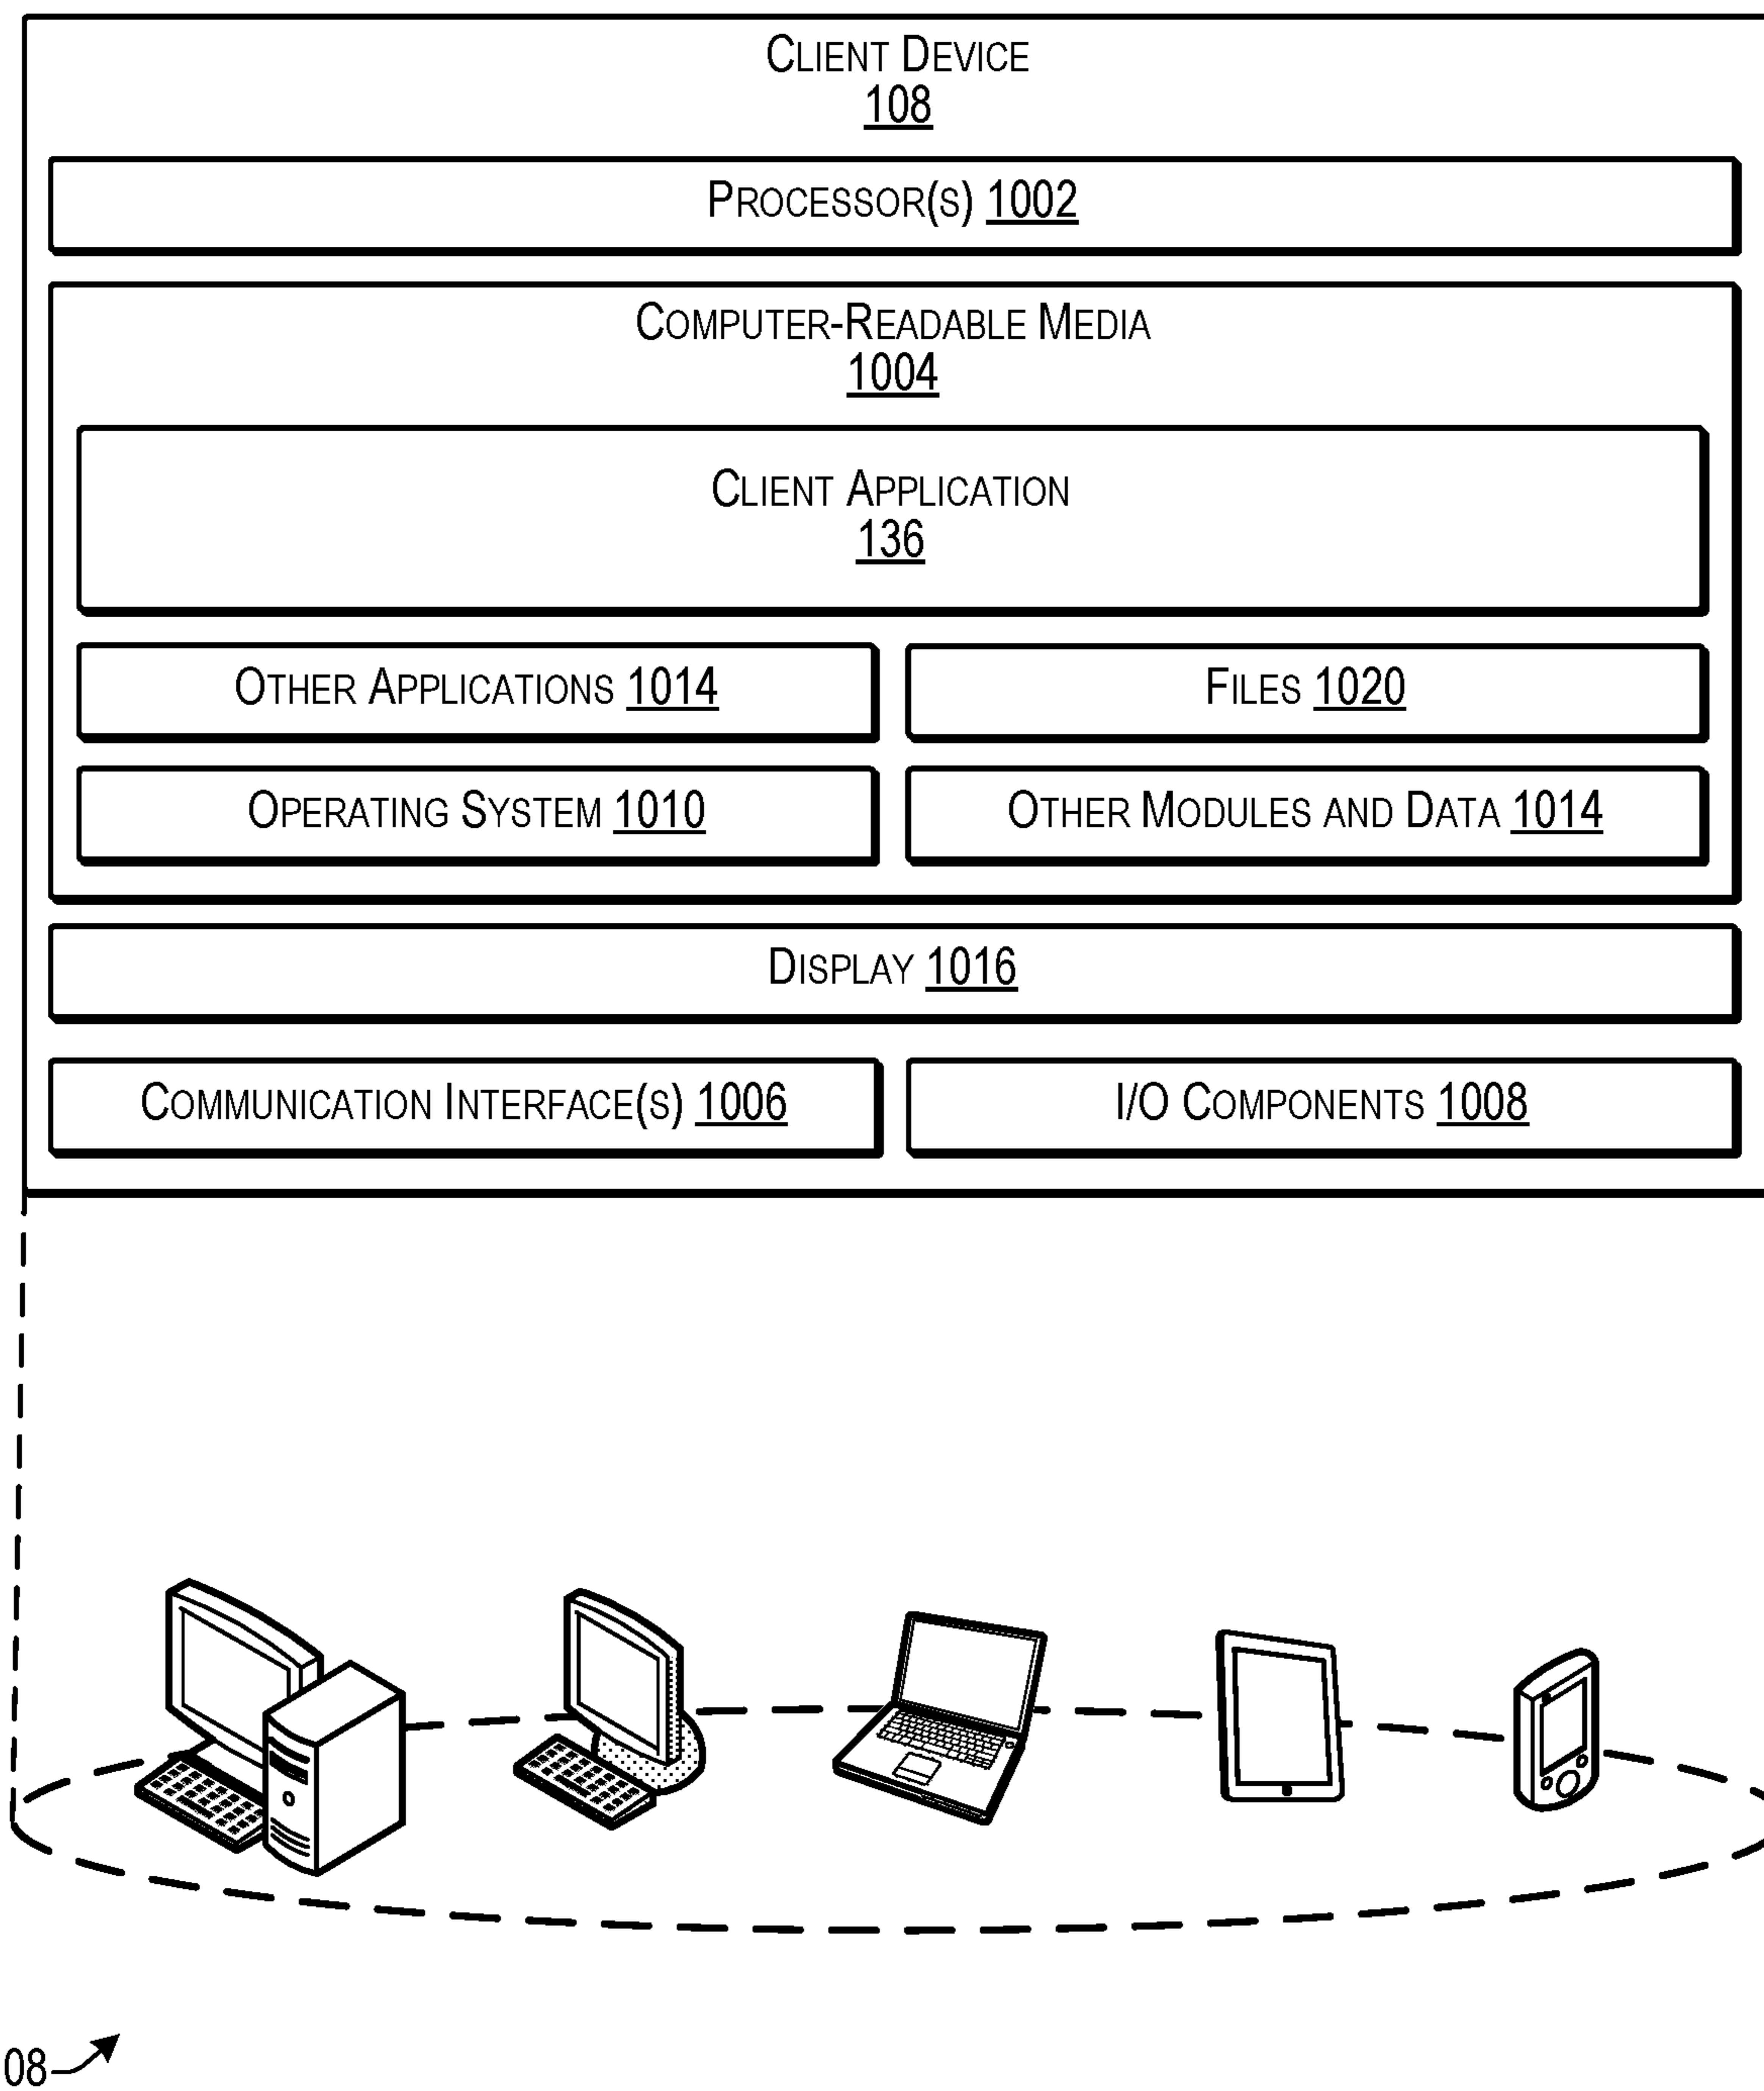 CLIENT DEVICE
108
PROCESSOR(S) 1002
COMPUTER-READABLE MEDIA
1004
CLIENT APPLICATION
136
OTHER APPLICATIONS 1014
FILES 1020
OPERATING SYSTEM 1010
OTHER MODULES AND DATA 1014
DISPLAY 1016
COMMUNICATION INTERFACE(S) 1006
I/O COMPONENTS 1008
08